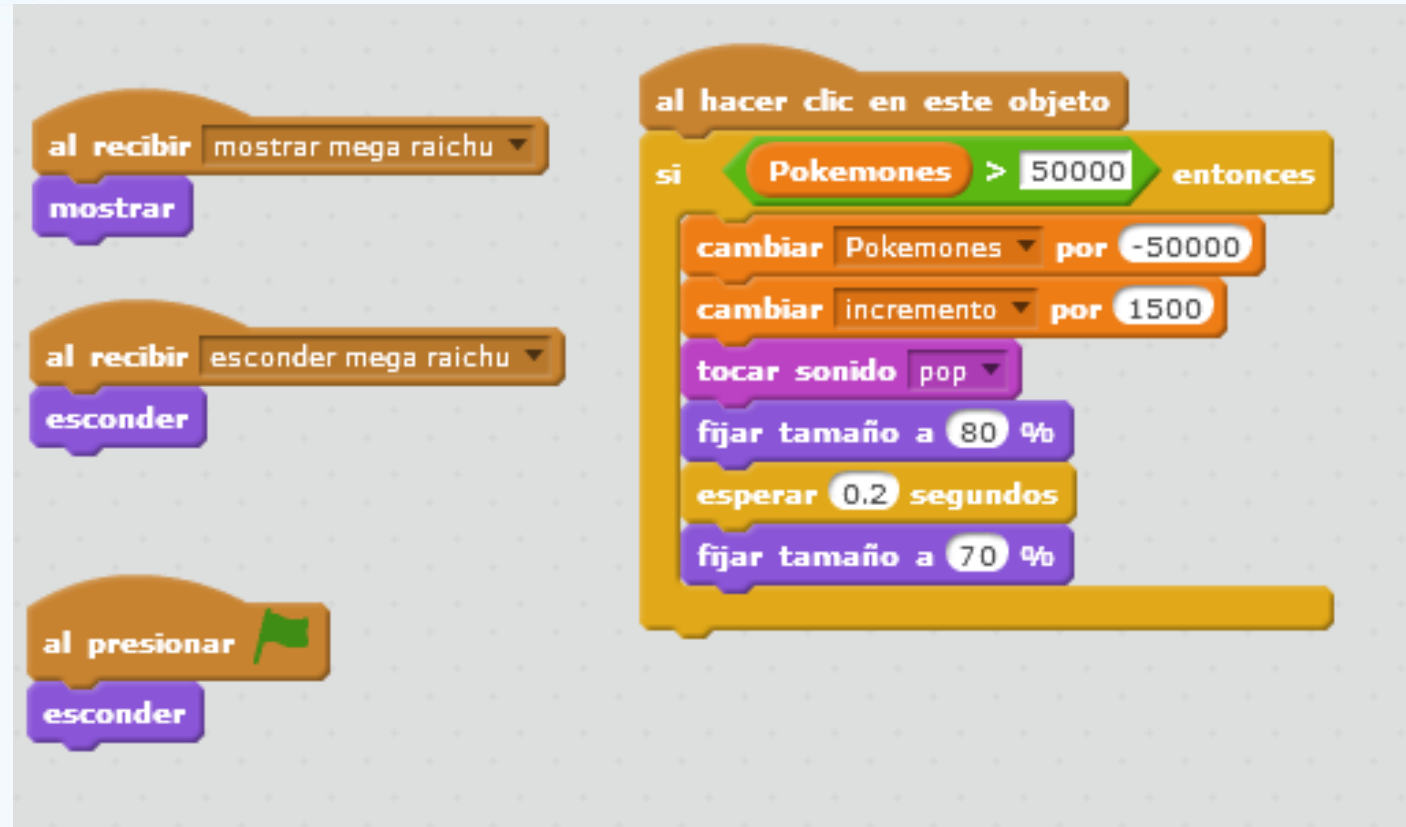 al recibir mostrar mega raichu
mostrar
al recibir esconder mega raichu
esconder
al presionar
esconder
al hacer clic en este objeto
si Pokemones > 50000 entonces
cambiar Pokemones por -50000
cambiar incremento por 1500
tocar sonido pop
fijar tamaño a 80 %
esperar 0.2 segundos
fijar tamaño a 70 %